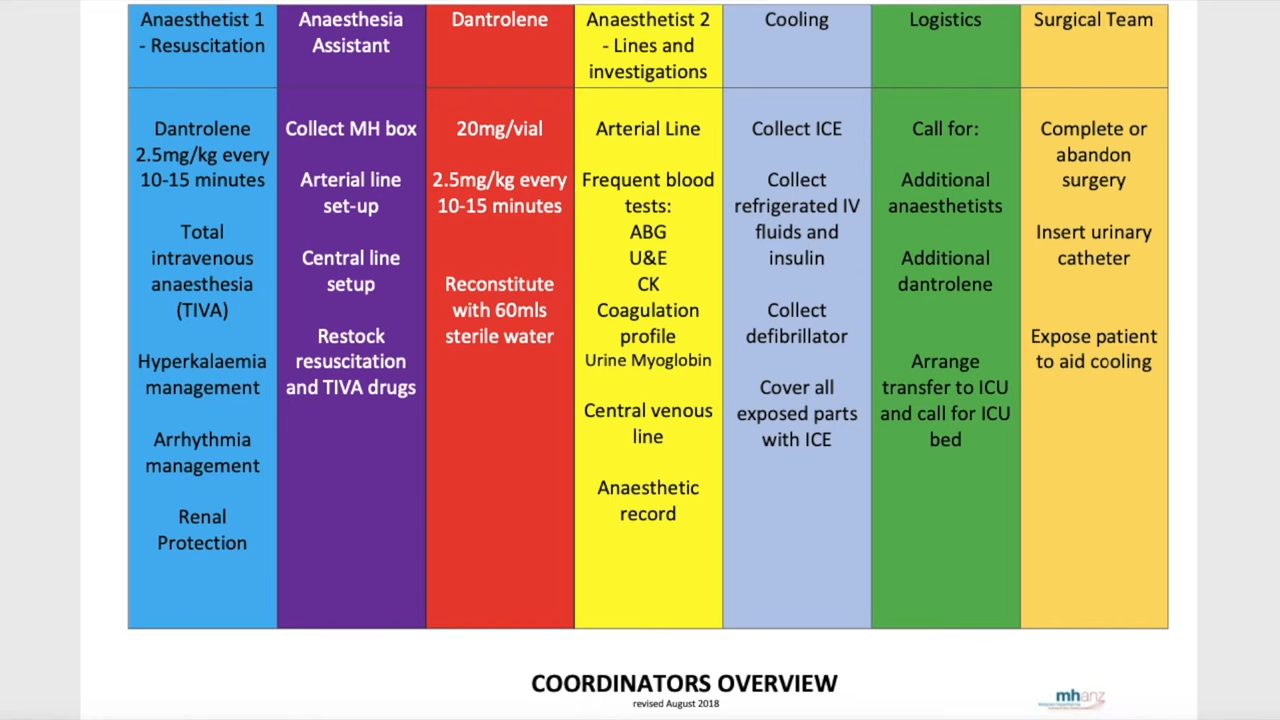 Anaesthetist 1
- Resuscitation
Dantrolene
2.5mg/kg every
10-15 minutes
Total
intravenous
anaesthesia
(TIVA)
Hyperkalaemia
management
Arrhythmia
management
Renal
Protection
Anaesthesia
Assistant
Collect MH box
Arterial line
set-up
Central line
setup
Restock
resuscitation
and TIVA drugs
Dantrolene
20mg/vial
2.5mg/kg every
10-15 minutes
Reconstitute
with 60mls
sterile water
Anaesthetist 2
- Lines and
investigations
Arterial Line
Frequent blood
tests:
ABG
U&E
CK
Coagulation
profile
Urine Myoglobin
Central venous
line
Anaesthetic
record
Cooling
Collect ICE
Collect
refrigerated IV
fluids and
insulin
Collect
defibrillator
Cover all
exposed parts
with ICE
Logistics
Call for:
Additional
anaesthetists
Additional
dantrolene
Arrange
transfer to ICU
and call for ICU
bed
Surgical Team
Complete or
abandon
surgery
Insert urinary
catheter
Expose patient
to aid cooling
COORDINATORS OVERVIEW
revised August 2018
mhanz